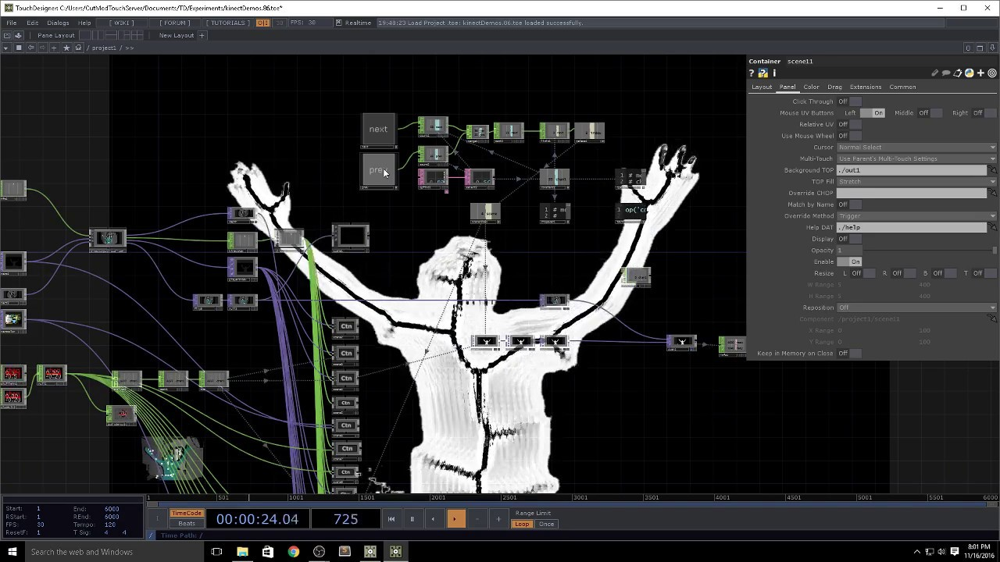 TouchDesigner: C:/Users/CutModTouchServer/Documents/TD/Experiments/kinectDemos.86.toe*
File Edit Dialogs Help [ WIKI ] [ FORUM ] [ TUTORIALS ] O|1 FPS: 30 Realtime 19:48:23 Load Project .toe: kinectDemos.86.toe loaded successfully.
Pane Layout New Layout +
/ project1 / >>
Container scene11
Layout Panel Color Drag Extensions Common
Click Through Off
Mouse UV Buttons Left On Middle Off Right Off
Relative UV Off
Use Mouse Wheel Off
Cursor Normal Select
Multi-Touch Use Parent's Multi-Touch Settings
Background TOP ./out1
TOP Fill Stretch
Override CHOP
Match by Name Off
Override Method Trigger
Help DAT ./help
Display Off
Opacity 1
Enable On
Resize L Off R Off B Off T Off
W Range 5 400
H Range 5 400
Reposition Off
Component /project1/scene11
X Range 0 100
Y Range 0 100
Keep in Memory on Close Off
next
prev
Ctn
Ctn
Ctn
Ctn
Ctn
Ctn
Ctn
1 501 1001 1501 2001 2501 3001 3501 4001 4501 5001 5501 6000
Start: 1 End: 6000
RStart: 1 REnd: 6000
FPS: 30 Tempo: 120
ResetF: 1 T Sig: 4 4
TimeCode
Beats
00:00:24.04
725
Range Limit
Loop Once
/ Time Path: /
Search the web and Windows
8:01 PM
11/16/2016